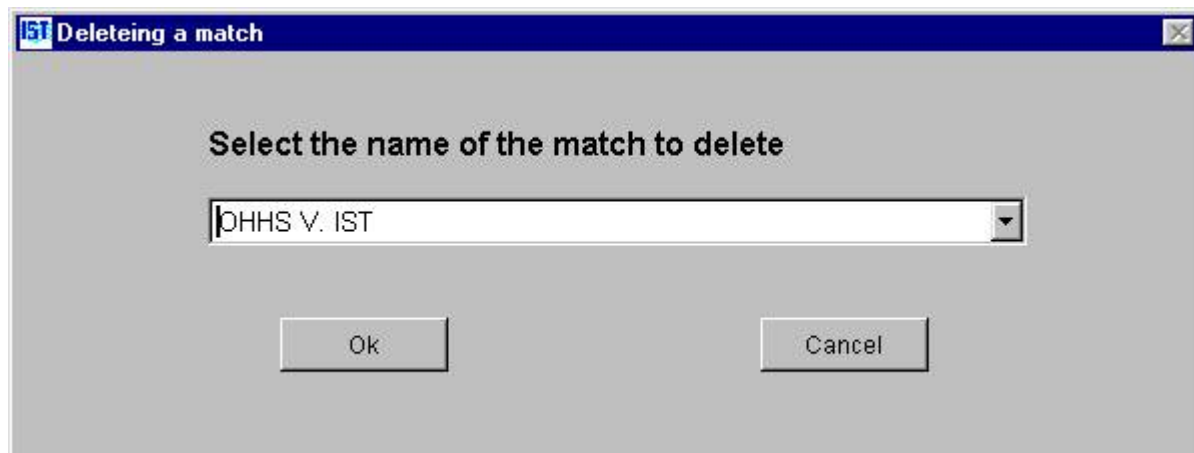 IST Deleteing a match
Select the name of the match to delete
OHHS V. IST
Ok Cancel